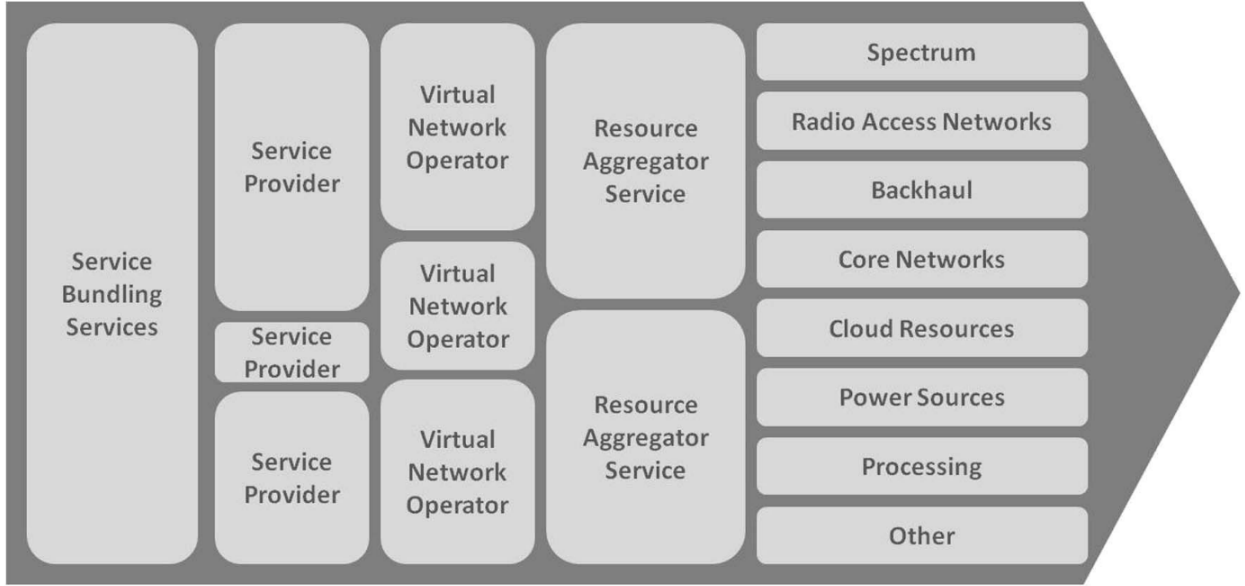 Service
Bundling
Services
Service
Provider
Service
Provider
Service
Provider
Virtual
Network
Operator
Virtual
Network
Operator
Virtual
Network
Operator
Resource
Aggregator
Service
Resource
Aggregator
Service
Spectrum
Radio Access Networks
Backhaul
Core Networks
Cloud Resources
Power Sources
Processing
Other